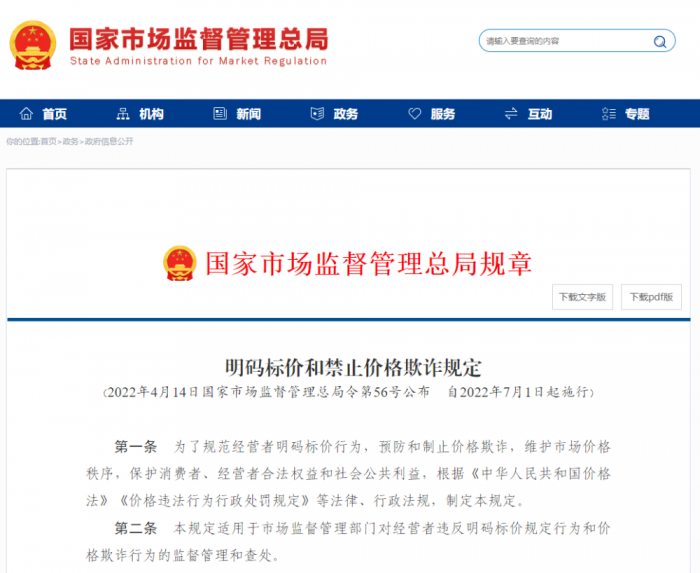 国家市场监督管理总局
State Administration for Market Regulation
请输入要查询的内容
首页 机构 新闻 政务 服务 互动 专题
你的位置:首页>政务>政府信息公开
国家市场监督管理总局规章
下载文字版 下载pdf版
明码标价和禁止价格欺诈规定
(2022年4月14日国家市场监督管理总局令第56号公布 自2022年7月1日起施行)
第一条 为了规范经营者明码标价行为，预防和制止价格欺诈，维护市场价格
秩序，保护消费者、经营者合法权益和社会公共利益，根据《中华人民共和国价格
法》《价格违法行为行政处罚规定》等法律、行政法规，制定本规定。
第二条 本规定适用于市场监督管理部门对经营者违反明码标价规定行为和价
格欺诈行为的监督管理和查处。